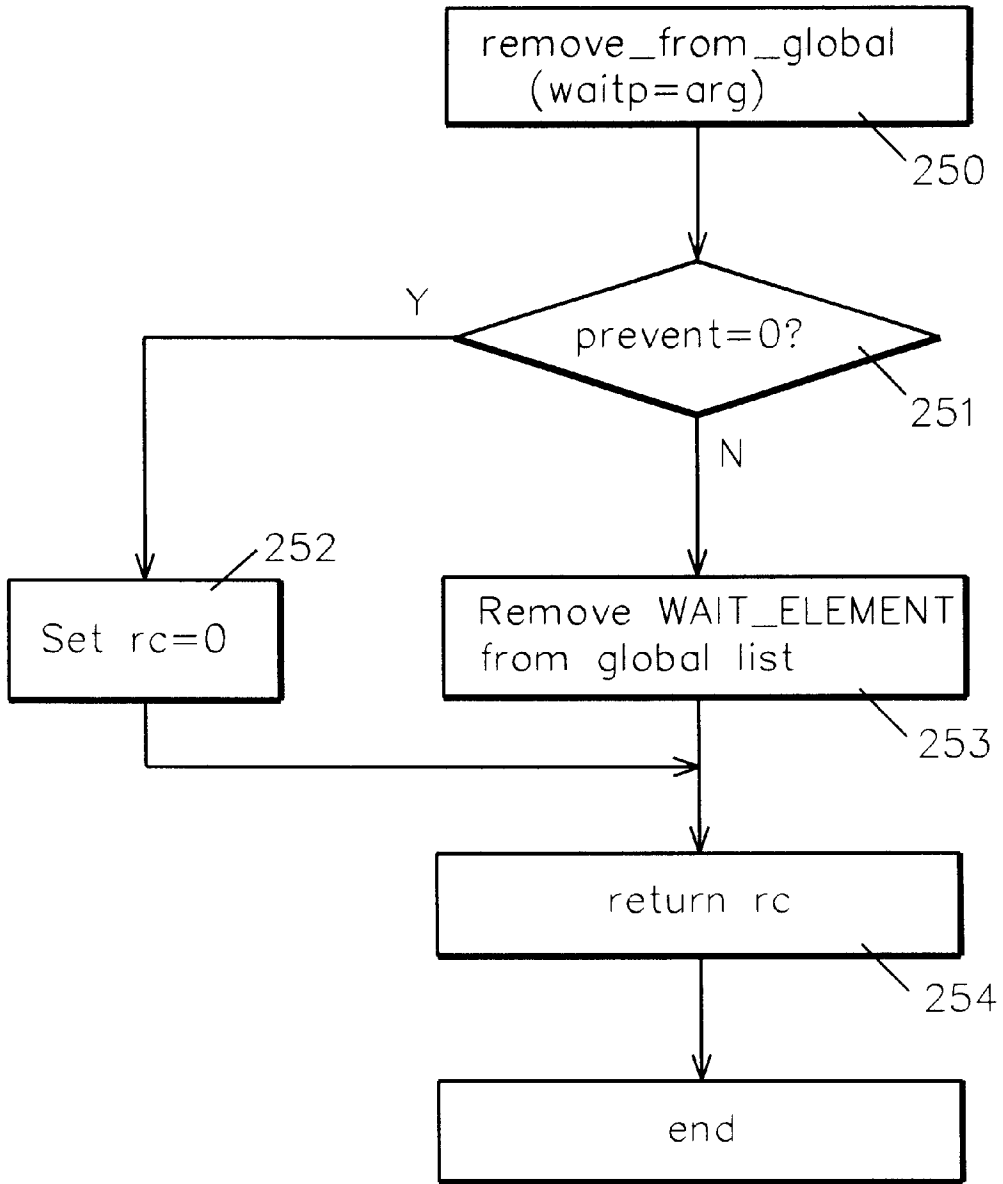 remove_from_global
(waitp=arg)
250
prevent=0?
251
Y
N
252
Set rc=0
Remove WAIT_ELEMENT
from global list
253
return rc
254
end